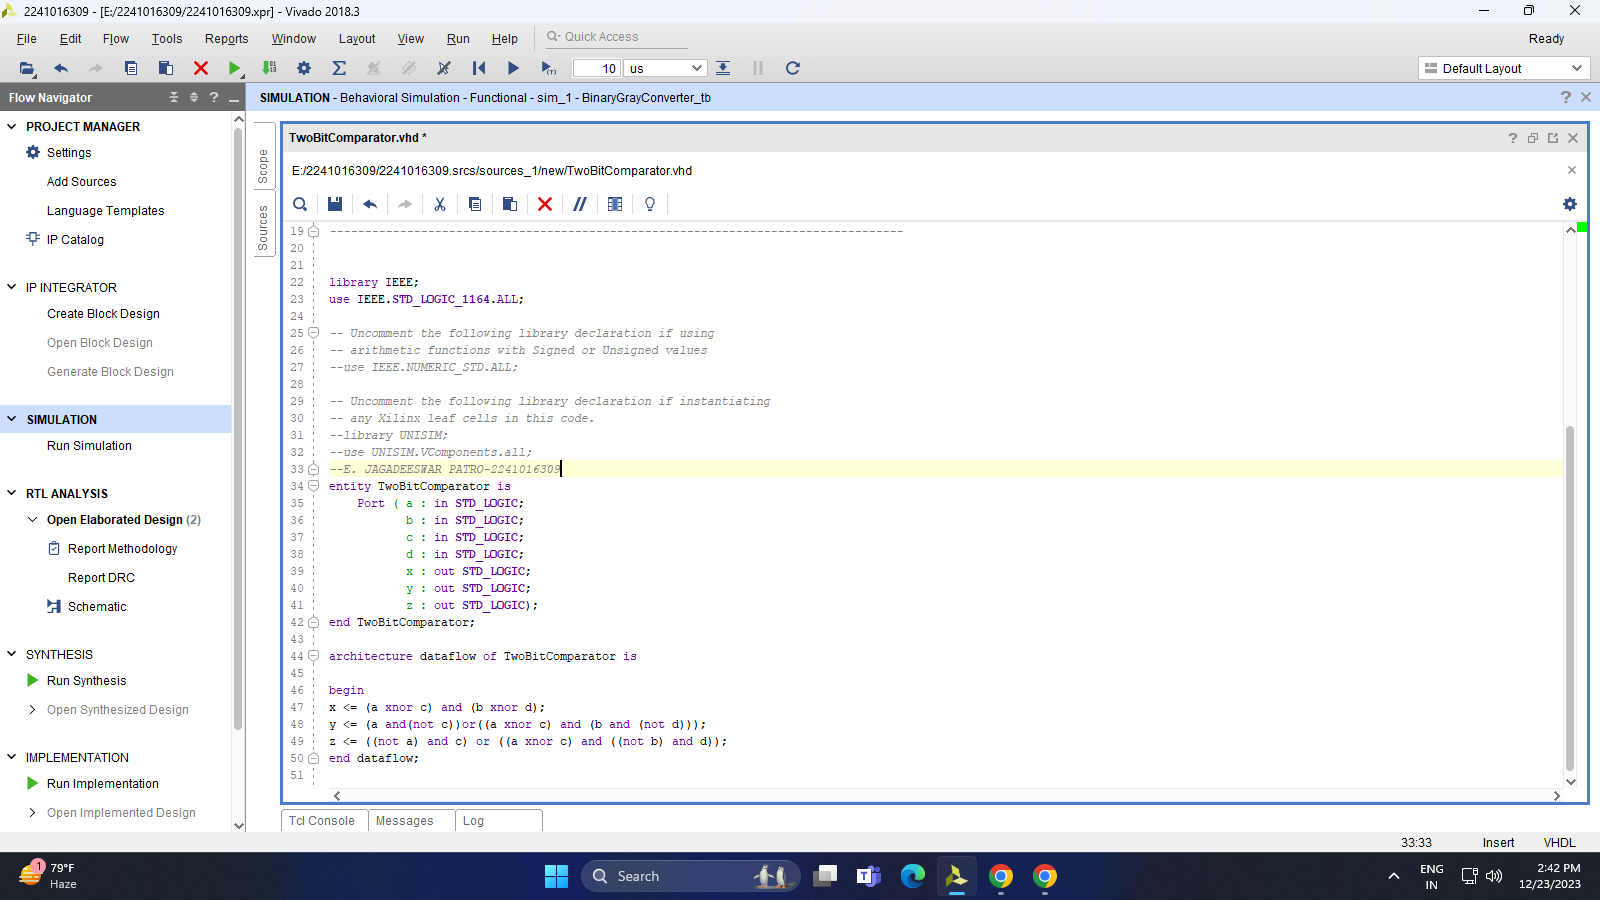 2241016309 - [E:/2241016309/2241016309.xpr] - Vivado 2018.3
File Edit Flow Tools Reports Window Layout View Run Help Quick Access Ready
10 us Default Layout
Flow Navigator
SIMULATION - Behavioral Simulation - Functional - sim_1 - BinaryGrayConverter_tb
PROJECT MANAGER
Settings
Add Sources
Language Templates
IP Catalog
IP INTEGRATOR
Create Block Design
Open Block Design
Generate Block Design
SIMULATION
Run Simulation
RTL ANALYSIS
Open Elaborated Design (2)
Report Methodology
Report DRC
Schematic
SYNTHESIS
Run Synthesis
Open Synthesized Design
IMPLEMENTATION
Run Implementation
Open Implemented Design
Scope
Sources
TwoBitComparator.vhd *
E:/2241016309/2241016309.srcs/sources_1/new/TwoBitComparator.vhd
19 ----------------------------------------------------------------------------------
20
21
22 library IEEE;
23 use IEEE.STD_LOGIC_1164.ALL;
24
25 -- Uncomment the following library declaration if using
26 -- arithmetic functions with Signed or Unsigned values
27 --use IEEE.NUMERIC_STD.ALL;
28
29 -- Uncomment the following library declaration if instantiating
30 -- any Xilinx leaf cells in this code.
31 --library UNISIM;
32 --use UNISIM.VComponents.all;
33 --E. JAGADEESWAR PATRO-2241016309
34 entity TwoBitComparator is
35 Port ( a : in STD_LOGIC;
36 b : in STD_LOGIC;
37 c : in STD_LOGIC;
38 d : in STD_LOGIC;
39 x : out STD_LOGIC;
40 y : out STD_LOGIC;
41 z : out STD_LOGIC);
42 end TwoBitComparator;
43
44 architecture dataflow of TwoBitComparator is
45
46 begin
47 x <= (a xnor c) and (b xnor d);
48 y <= (a and(not c))or((a xnor c) and (b and (not d)));
49 z <= ((not a) and c) or ((a xnor c) and ((not b) and d));
50 end dataflow;
51
Tcl Console Messages Log
33:33 Insert VHDL
1 79°F
Haze
Search
ENG
IN
2:42 PM
12/23/2023